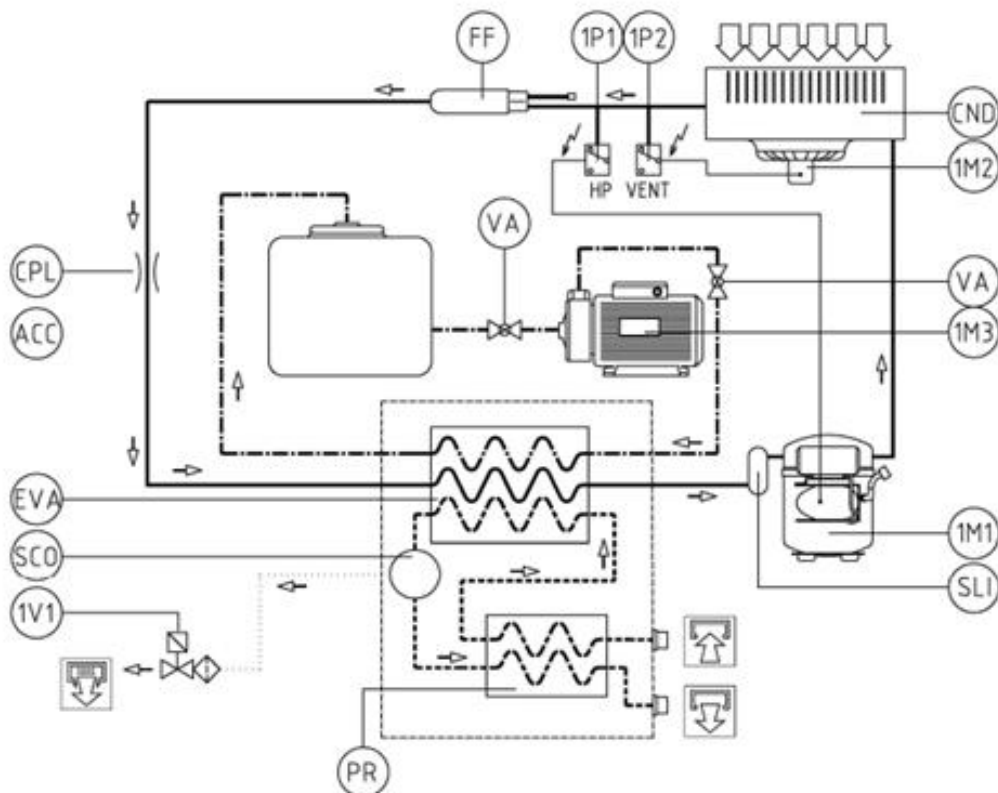 FF
1P1
1P2
CND
1M2
HP
VENT
VA
CPL
VA
ACC
1M3
EVA
SCO
1M1
1V1
SLI
PR